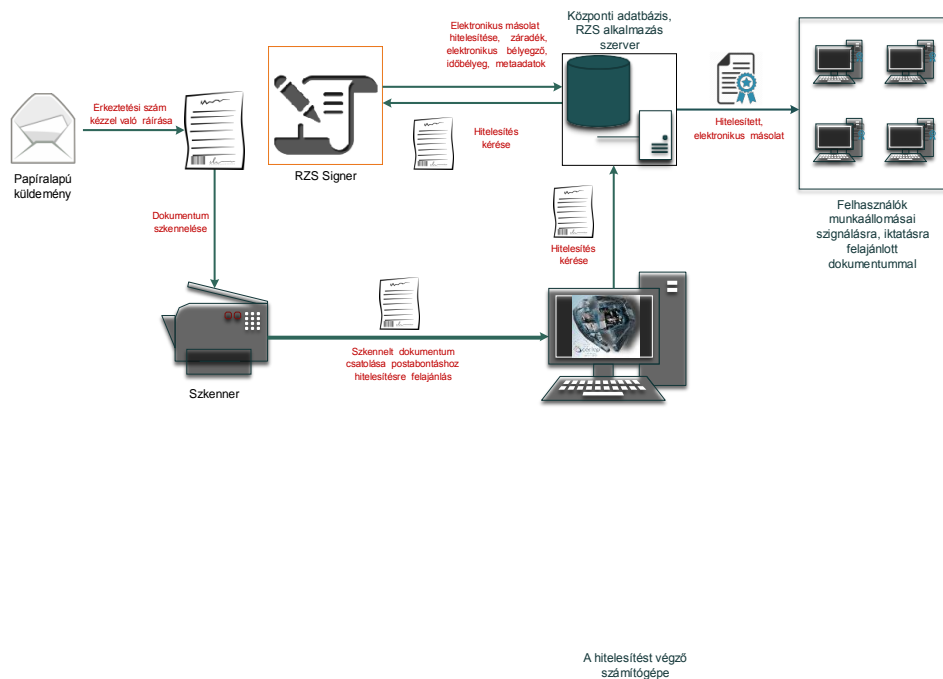 Központi adatbázis,
RZS alkalmazás
szerver
Elektronikus másolat
hitelesítése, záradék,
elektronikus bélyegző,
időbélyeg, metaadatok
Érkeztetési szám
kézzel való ráírása
Papíralapú
küldemény
RZS Signer
Hitelesítés
kérése
Hitelesített,
elektronikus másolat
Felhasználók
munkaállomásai
szignálásra, iktatásra
felajánlott
dokumentummal
Dokumentum
szkennelése
Hitelesítés
kérése
Szkennelt dokumentum
csatolása postabontáshoz
hitelesítésre felajánlás
Szkenner
A hitelesítést végző
számítógépe